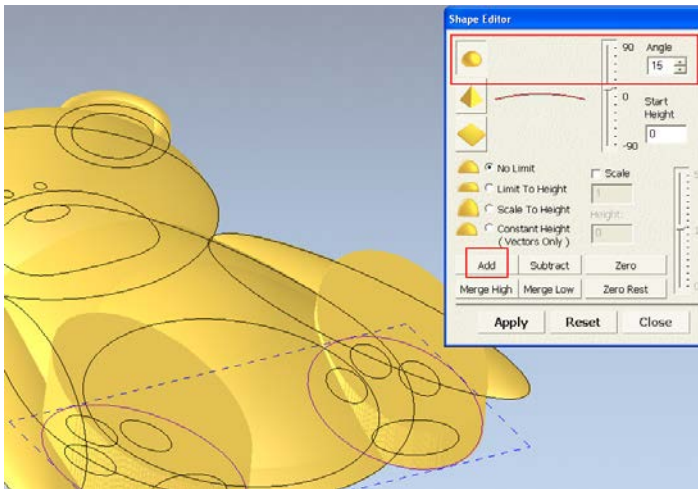 Shape Editor
90 Angle
15
0 Start
Height
0
-90
No Limit
Scale
Limit To Height
1
Scale To Height
Height:
Constant Height
0
( Vectors Only )
Add Subtract Zero
Merge High Merge Low Zero Rest
Apply Reset Close